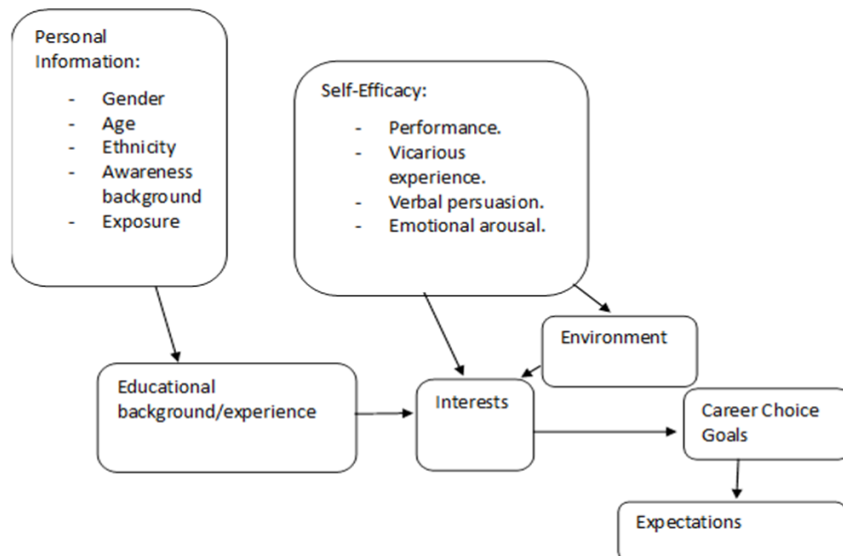 Personal
Information:
- Gender
- Age
- Ethnicity
- Awareness
background
- Exposure
Self-Efficacy:
- Performance.
- Vicarious
experience.
- Verbal persuasion.
- Emotional arousal.
Environment
Educational
background/experience
Interests
Career Choice
Goals
Expectations